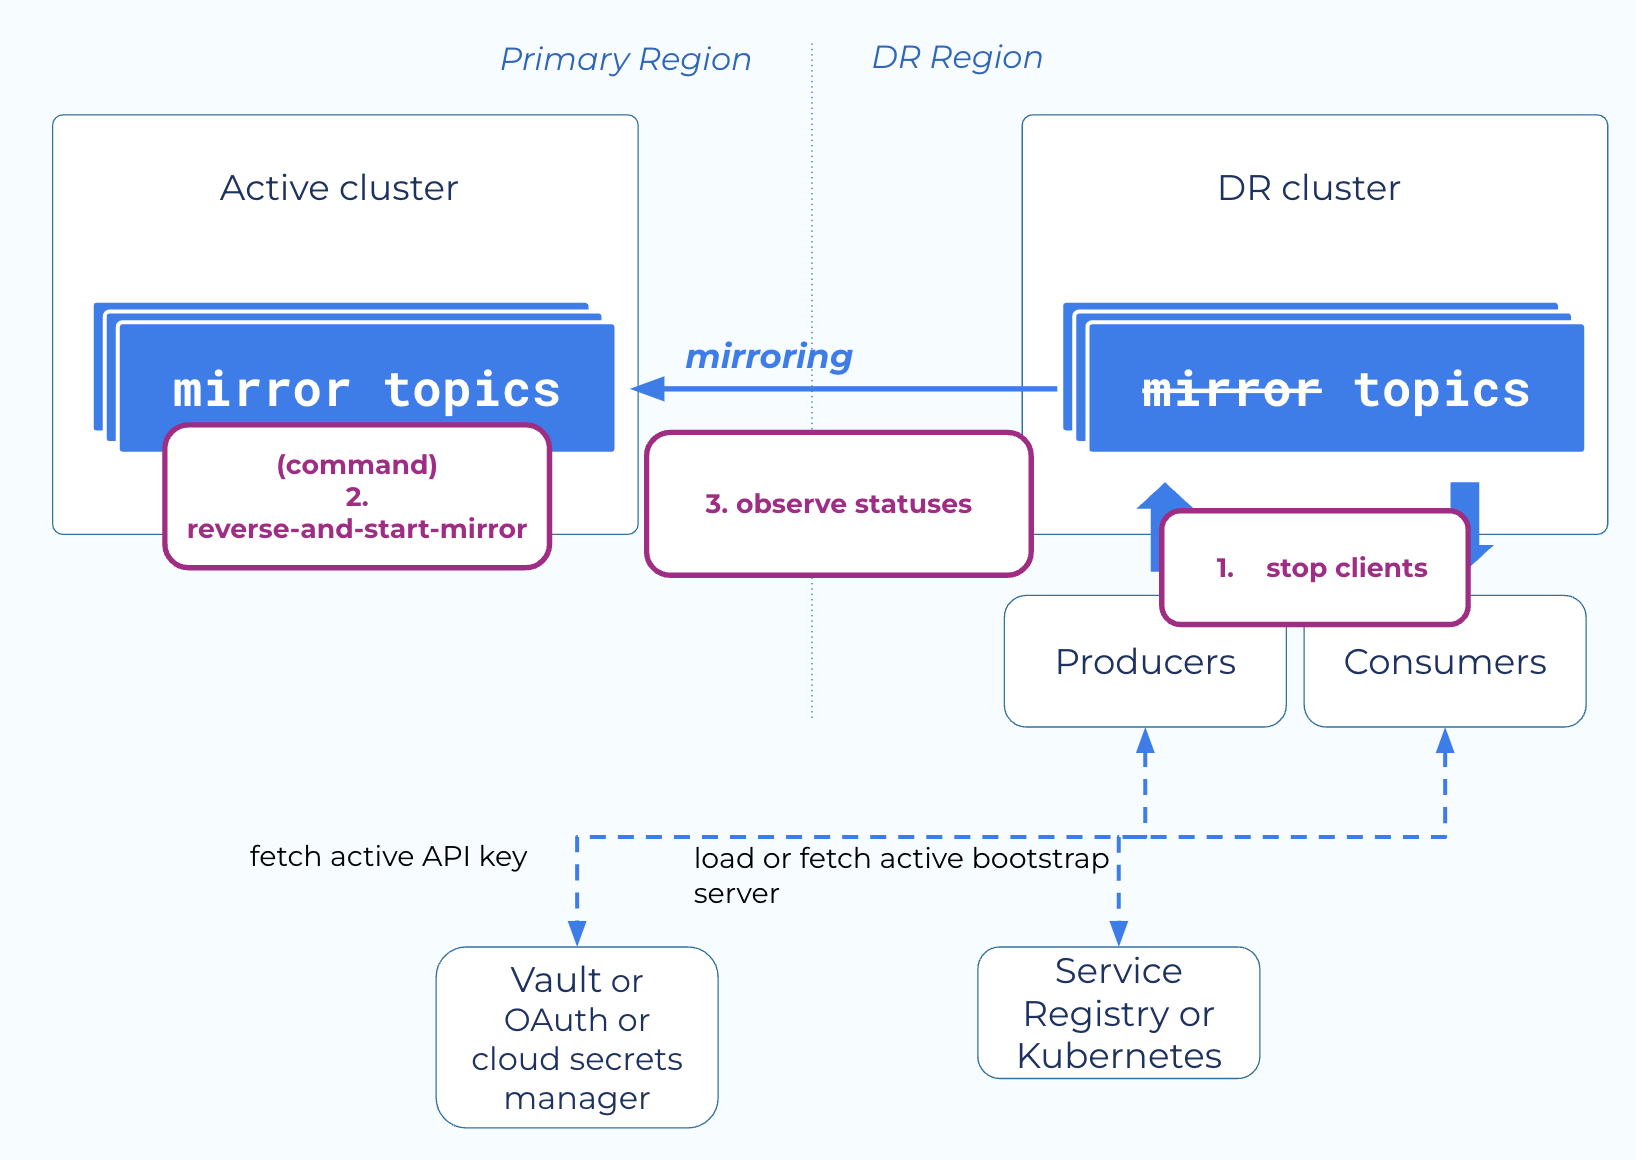 Primary Region
DR Region
Active cluster
DR cluster
mirror topics
mirroring
mirror topics
(command)
2.
reverse-and-start-mirror
3. observe statuses
1. stop clients
Producers
Consumers
fetch active API key
load or fetch active bootstrap
server
Vault or
OAuth or
cloud secrets
manager
Service
Registry or
Kubernetes